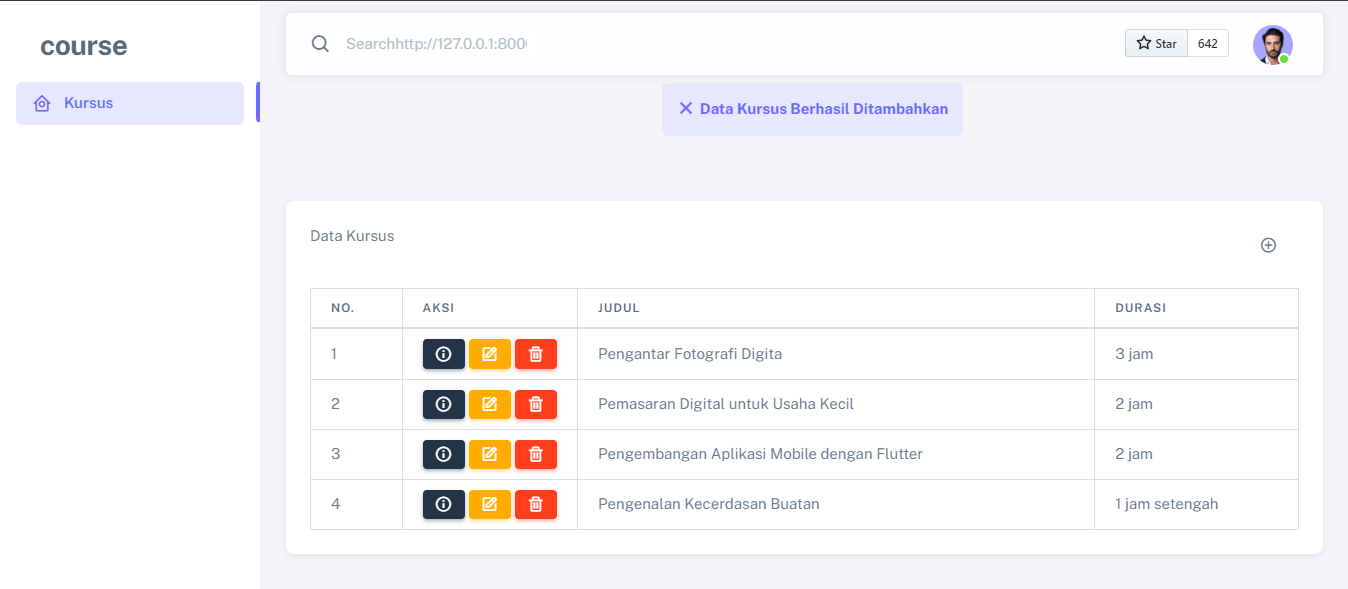 course
Kursus
Searchhttp://127.0.0.1:800
Star 642
Data Kursus Berhasil Ditambahkan
Data Kursus
NO. AKSI JUDUL DURASI
1 Pengantar Fotografi Digita 3 jam
2 Pemasaran Digital untuk Usaha Kecil 2 jam
3 Pengembangan Aplikasi Mobile dengan Flutter 2 jam
4 Pengenalan Kecerdasan Buatan 1 jam setengah